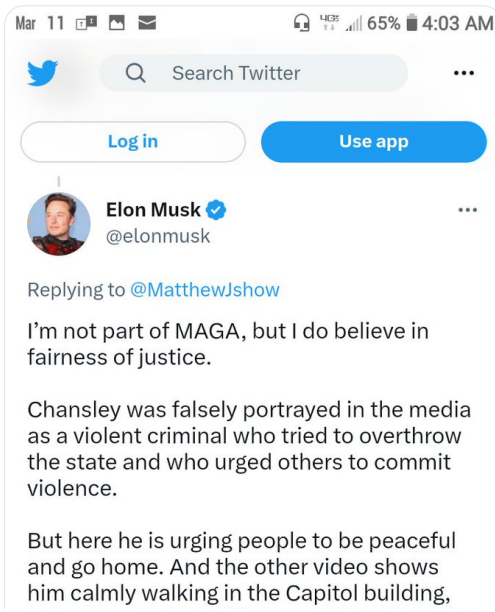 Mar 11 65% 4:03 AM
Search Twitter
Log in Use app
Elon Musk
@elonmusk
Replying to @MatthewJshow
I’m not part of MAGA, but I do believe in
fairness of justice.
Chansley was falsely portrayed in the media
as a violent criminal who tried to overthrow
the state and who urged others to commit
violence.
But here he is urging people to be peaceful
and go home. And the other video shows
him calmly walking in the Capitol building,